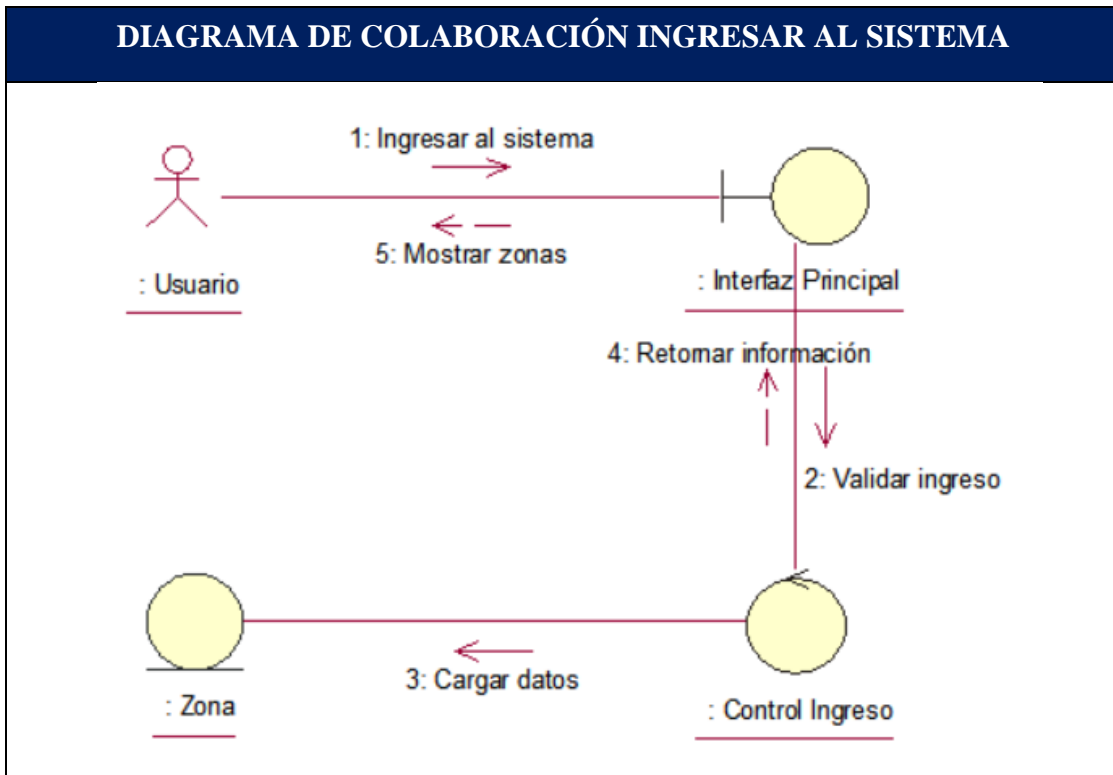 DIAGRAMA DE COLABORACIÓN INGRESAR AL SISTEMA
1: Ingresar al sistema
5: Mostrar zonas
: Usuario
: Interfaz Principal
4: Retornar información
2: Validar ingreso
3: Cargar datos
: Zona
: Control Ingreso